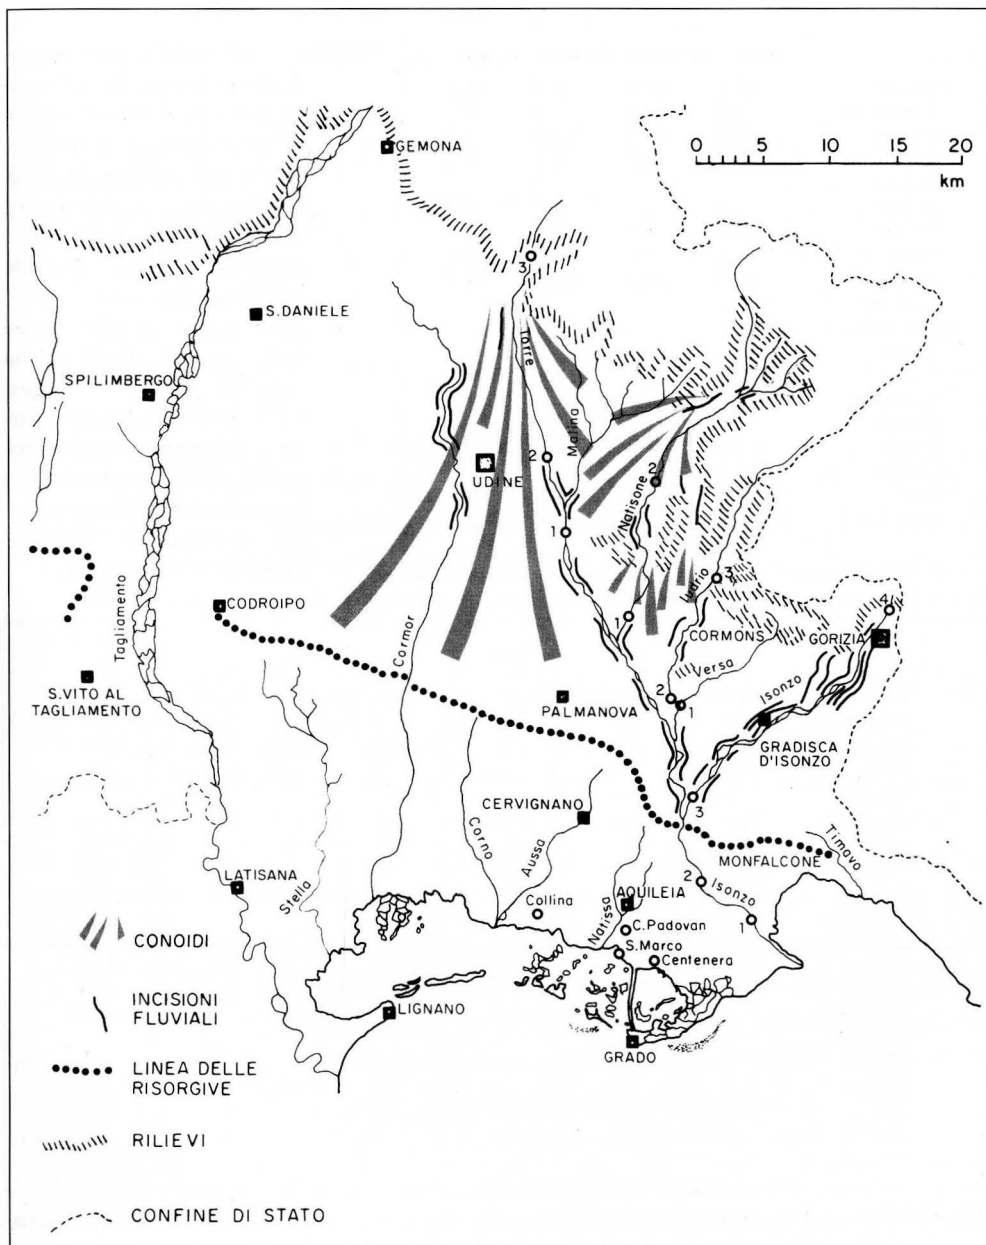 0 5 10 15 20
km
GEMONA
3
S.DANIELE
Torre
SPILIMBERGO
Malina
2
UDINE
2
Natisone
1
Iudrio
3
Tagliamento
CODROIPO
Cormor
1
CORMONS
GORIZIA
4
Versa
S.VITO AL
TAGLIAMENTO
2
1
PALMANOVA
Isonzo
GRADISCA
D'ISONZO
CERVIGNANO
3
Corno
Aussa
MONFALCONE
Timavo
LATISANA
Stella
2
Isonzo
AQUILEIA
Collina
Natissa
C. Padovan
1
S. Marco
Centenera
LIGNANO
GRADO
CONOIDI
INCISIONI
FLUVIALI
LINEA DELLE
RISORGIVE
RILIEVI
CONFINE DI STATO